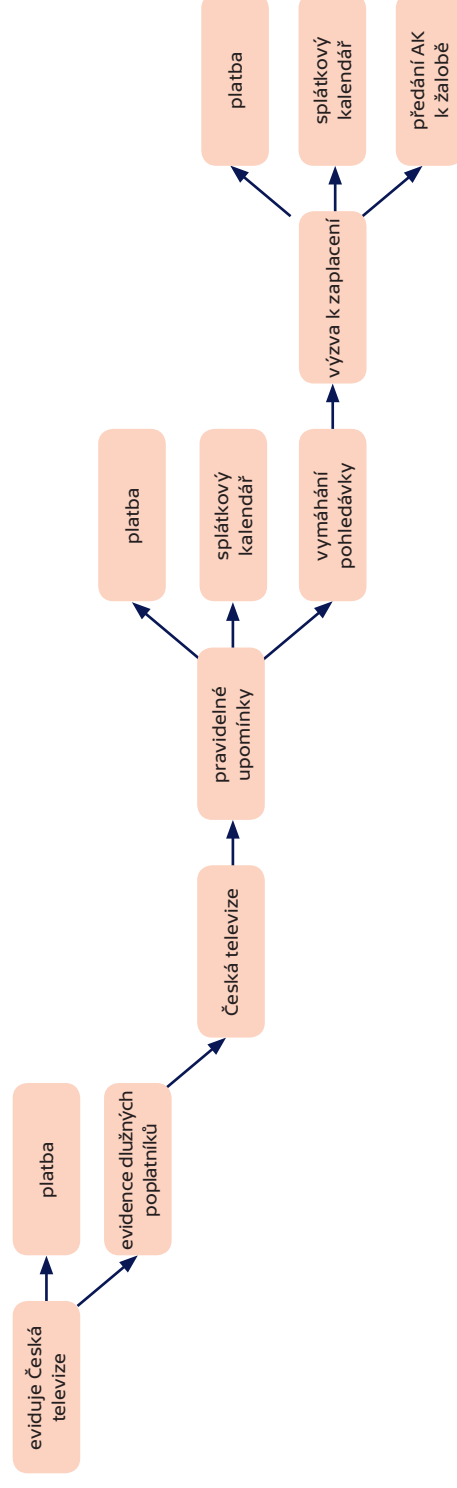 eviduje Česká
televize
platba
evidence dlužných
poplatníků
Česká televize
pravidelné
upomínky
platba
splátkový
kalendář
vymáhání
pohledávky
výzva k zaplacení
platba
splátkový
kalendář
předání AK
k žalobě